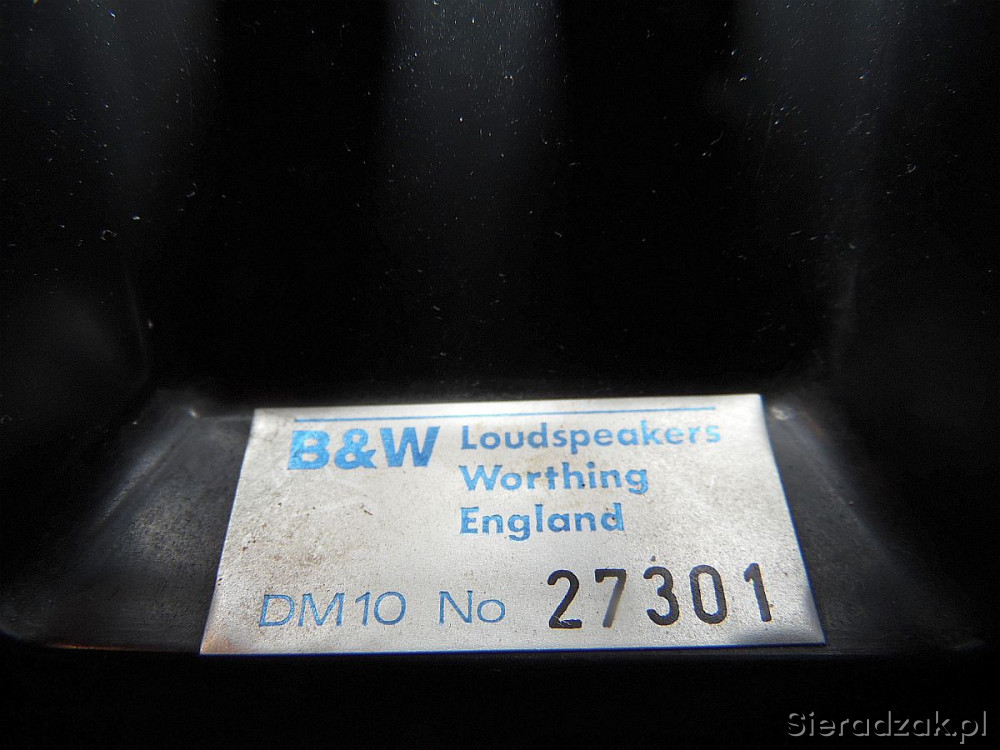 B&W Loudspeakers
Worthing
England
DM10 No 27301
Sieradzak.pl